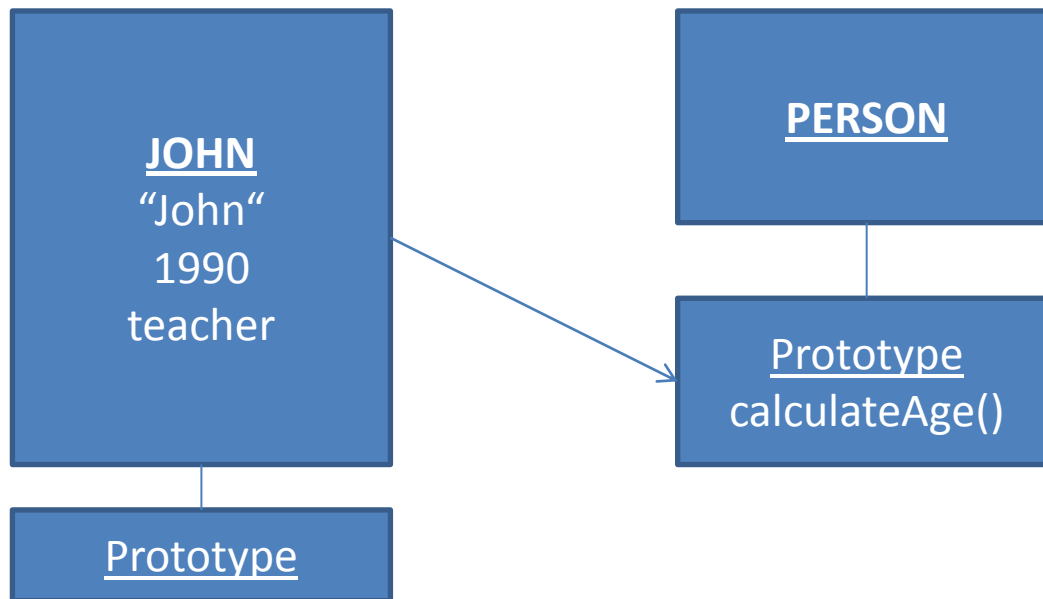 JOHN
“John“
1990
teacher
Prototype
PERSON
Prototype
calculateAge()